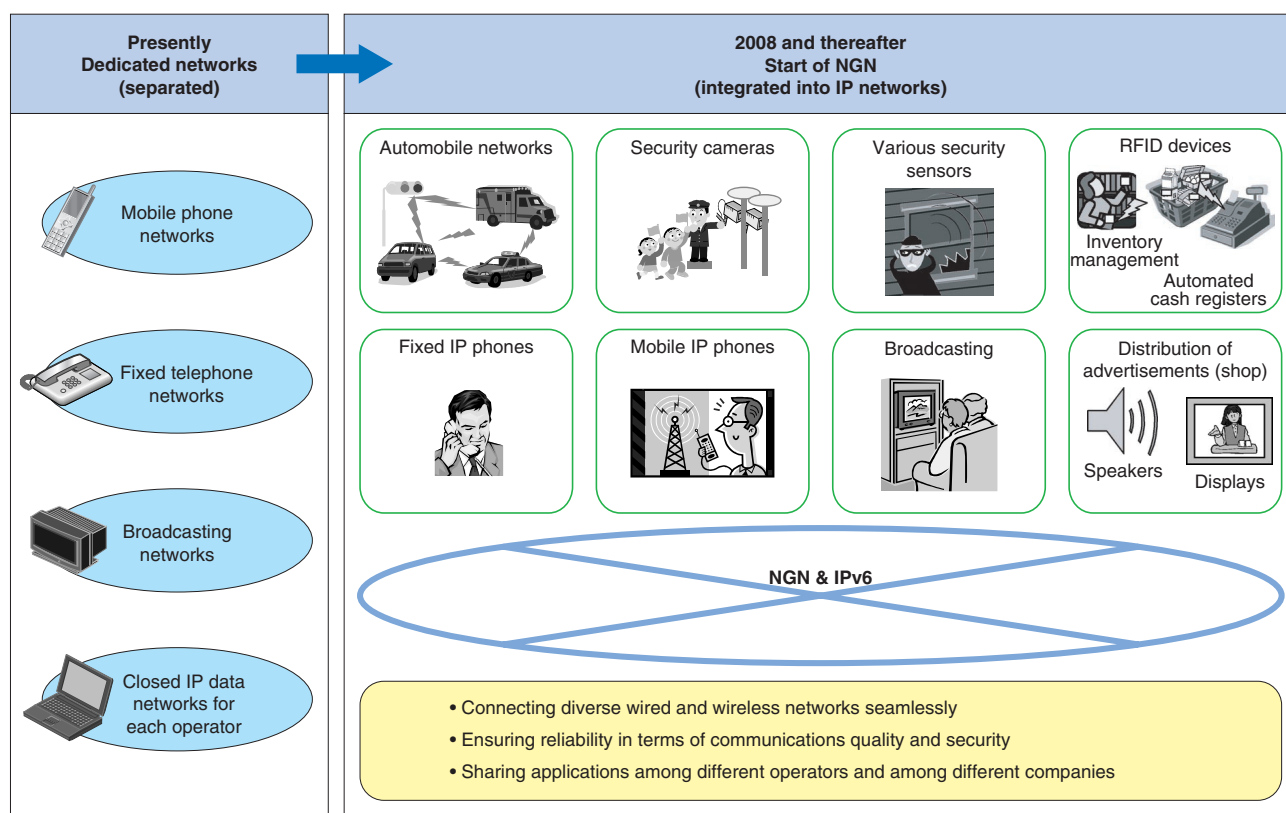 Presently
Dedicated networks
(separated)
Mobile phone
networks
Fixed telephone
networks
Broadcasting
networks
Closed IP data
networks for
each operator
2008 and thereafter
Start of NGN
(integrated into IP networks)
Automobile networks
Security cameras
Various security
sensors
RFID devices
Inventory
management
Automated
cash registers
Fixed IP phones
Mobile IP phones
Broadcasting
Distribution of
advertisements (shop)
Speakers
Displays
NGN & IPv6
• Connecting diverse wired and wireless networks seamlessly
• Ensuring reliability in terms of communications quality and security
• Sharing applications among different operators and among different companies